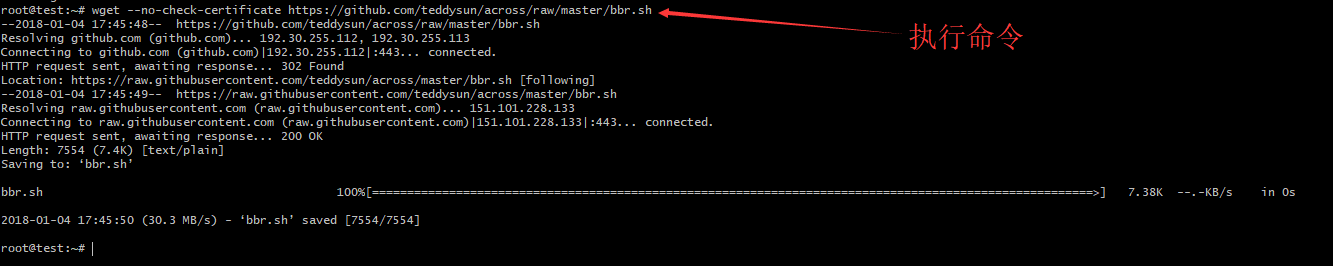 root@test:~# wget --no-check-certificate https://github.com/teddysun/across/raw/master/bbr.sh
执行命令
--2018-01-04 17:45:48--  https://github.com/teddysun/across/raw/master/bbr.sh
Resolving github.com (github.com)... 192.30.255.112, 192.30.255.113
Connecting to github.com (github.com)|192.30.255.112|:443... connected.
HTTP request sent, awaiting response... 302 Found
Location: https://raw.githubusercontent.com/teddysun/across/master/bbr.sh [following]
--2018-01-04 17:45:49--  https://raw.githubusercontent.com/teddysun/across/master/bbr.sh
Resolving raw.githubusercontent.com (raw.githubusercontent.com)... 151.101.228.133
Connecting to raw.githubusercontent.com (raw.githubusercontent.com)|151.101.228.133|:443... connected.
HTTP request sent, awaiting response... 200 OK
Length: 7554 (7.4K) [text/plain]
Saving to: ‘bbr.sh’
bbr.sh 100%[=======================================================================================================>] 7.38K --.-KB/s in 0s
2018-01-04 17:45:50 (30.3 MB/s) - ‘bbr.sh’ saved [7554/7554]
root@test:~#